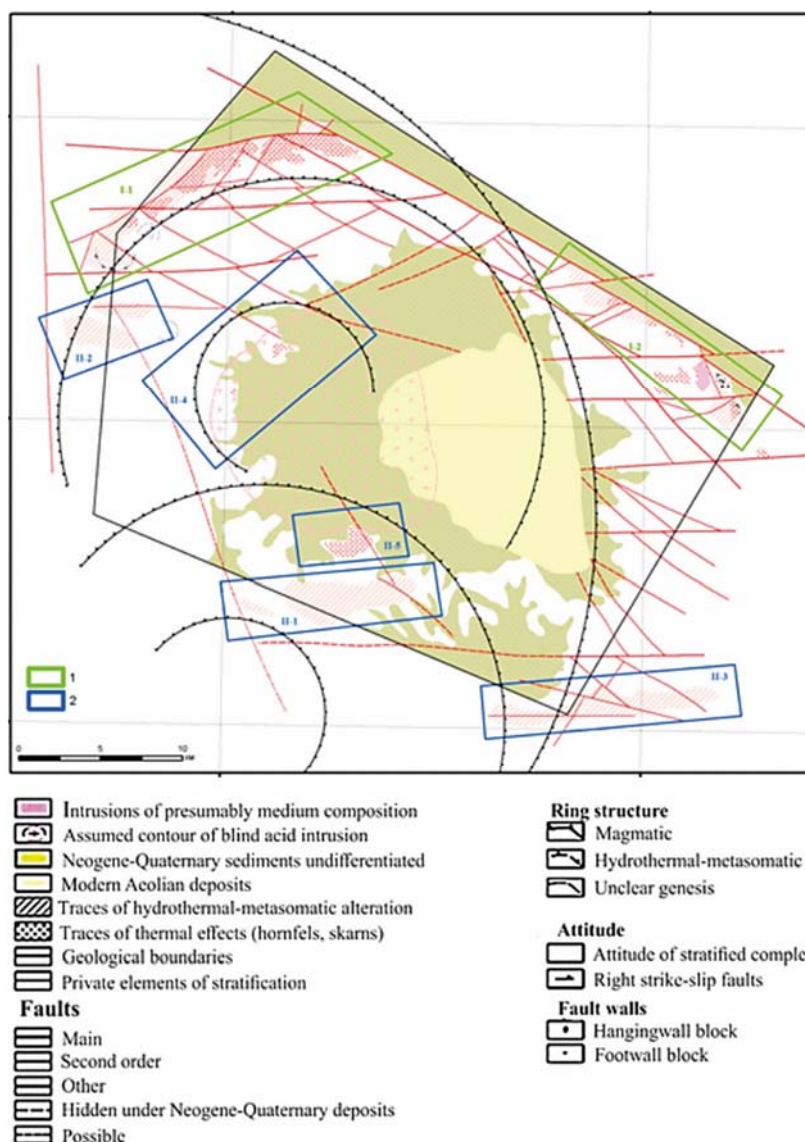 I-1
I-2
II-2
II-4
II-5
II-1
II-3
1
2
0 5 10
KM
Intrusions of presumably medium composition
Assumed contour of blind acid intrusion
Neogene-Quaternary sediments undifferentiated
Modern Aeolian deposits
Traces of hydrothermal-metasomatic alteration
Traces of thermal effects (hornfels, skarns)
Geological boundaries
Private elements of stratification
Faults
Main
Second order
Other
Hidden under Neogene-Quaternary deposits
Possible
Ring structure
Magmatic
Hydrothermal-metasomatic
Unclear genesis
Attitude
Attitude of stratified comple
Right strike-slip faults
Fault walls
Hangingwall block
Footwall block